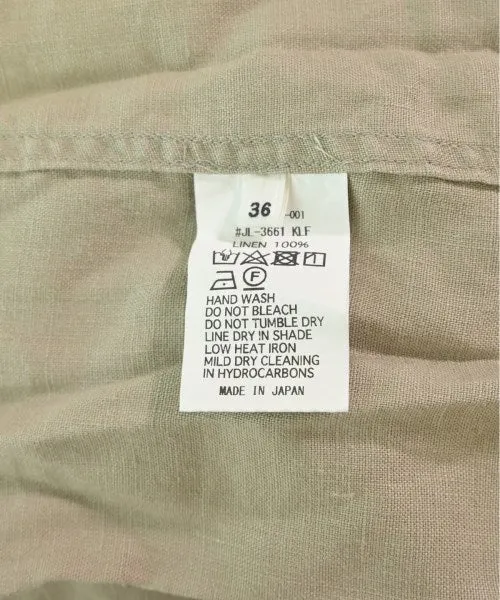 36 -001
#JL-3661 KLF
LINEN 100%
F
HAND WASH
DO NOT BLEACH
DO NOT TUMBLE DRY
LINE DRY IN SHADE
LOW HEAT IRON
MILD DRY CLEANING
IN HYDROCARBONS
MADE IN JAPAN